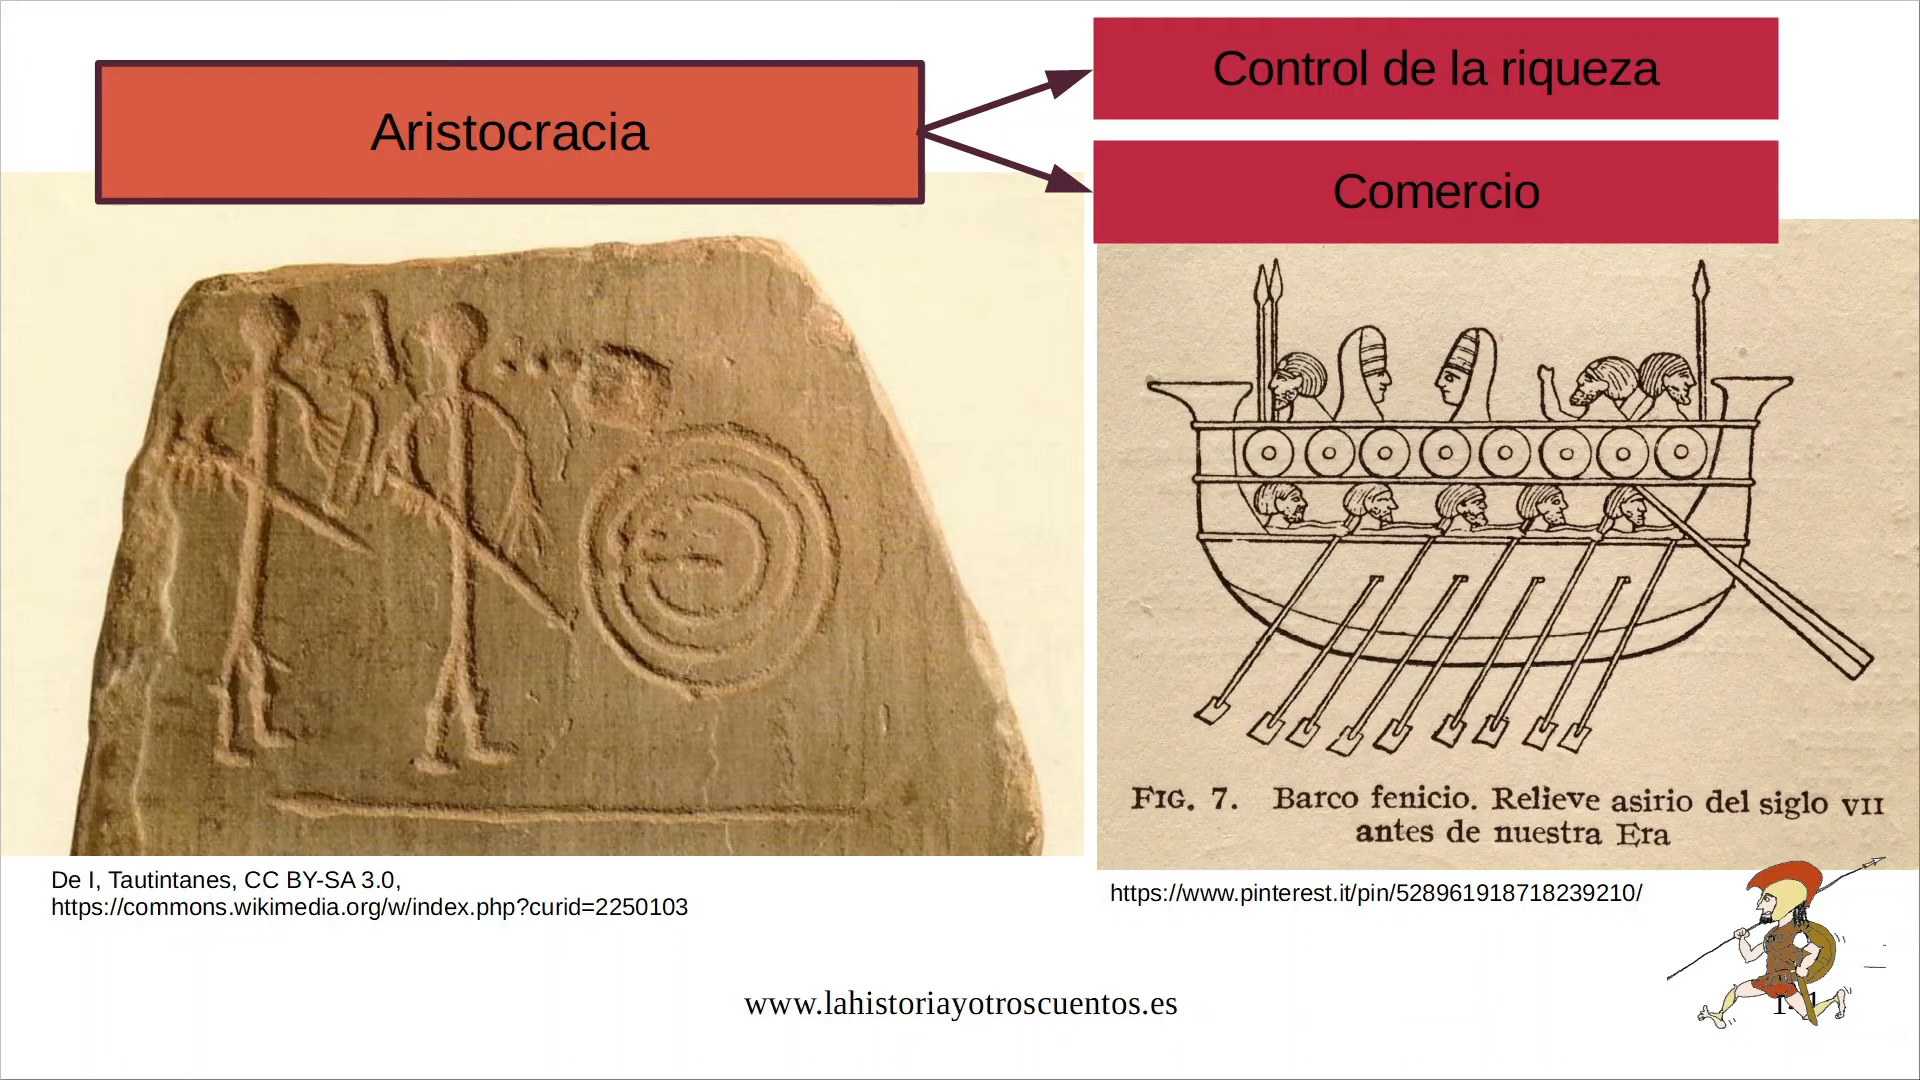 Aristocracia
Control de la riqueza
Comercio
FIG. 7. Barco fenicio. Relieve asirio del siglo VII
antes de nuestra Era
De I, Tautintanes, CC BY-SA 3.0,
https://commons.wikimedia.org/w/index.php?curid=2250103
https://www.pinterest.it/pin/528961918718239210/
www.lahistoriayotroscuentos.es